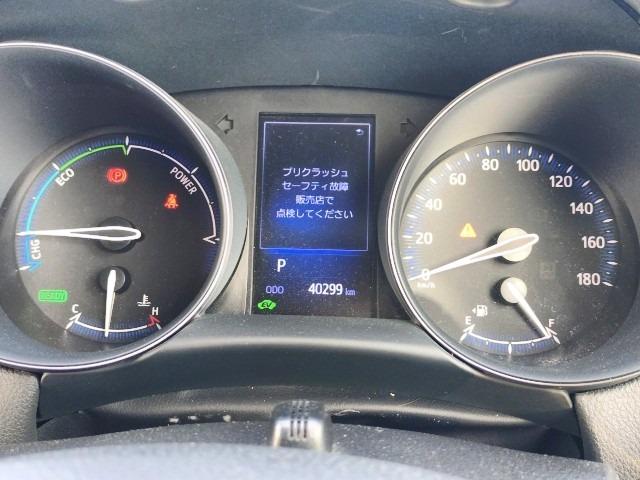 ECO
POWER
CHG
READY
C
H
プリクラッシュ
セーフティ故障
販売店で
点検してください
P
ODO 40299 km
EV
0
20
40
60
80
100
120
140
160
180
km/h
E
F